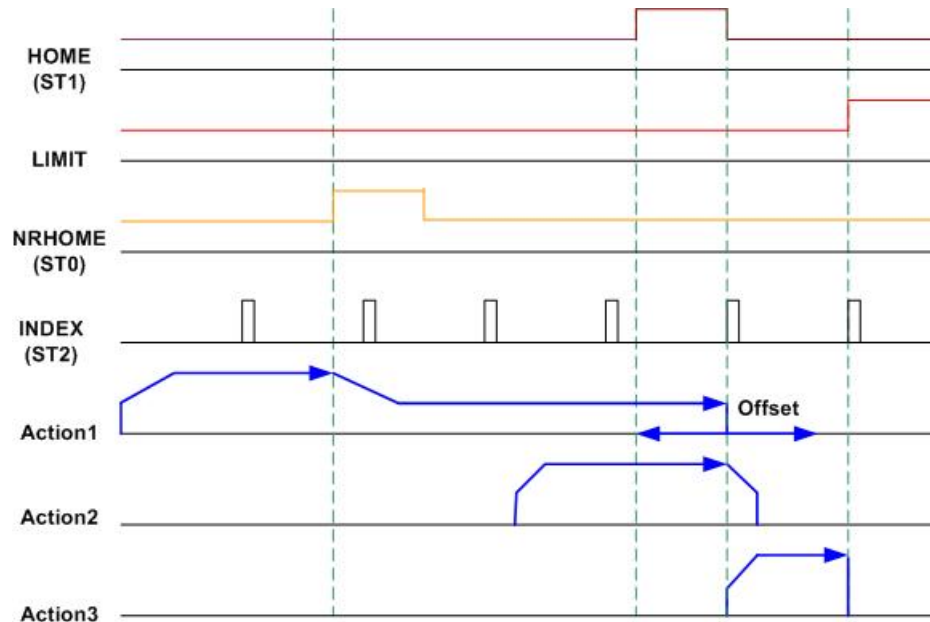 HOME
(ST1)
LIMIT
NRHOME
(ST0)
INDEX
(ST2)
Action1
Offset
Action2
Action3